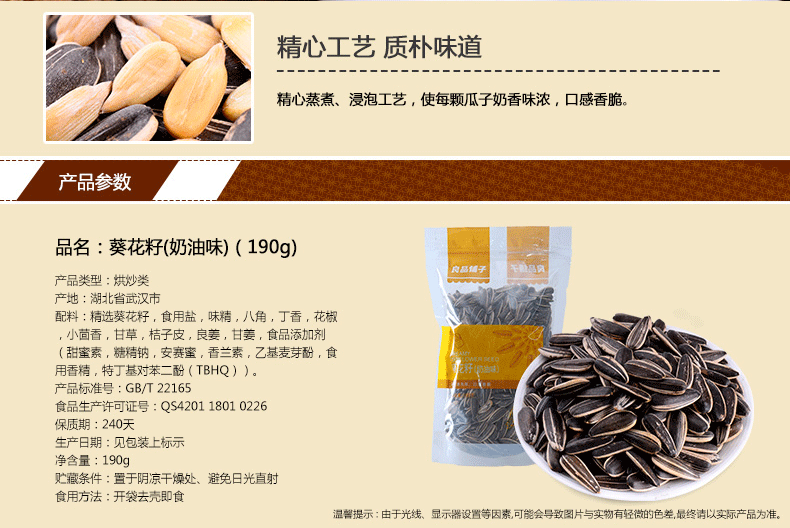 精心工艺 质朴味道
精心蒸煮、浸泡工艺，使每颗瓜子奶香味浓，口感香脆。
产品参数
品名：葵花籽(奶油味)（190g)
产品类型：烘炒类
产地：湖北省武汉市
配料：精选葵花籽，食用盐，味精，八角，丁香，花椒
，小茴香，甘草，桔子皮，良姜，甘姜，食品添加剂
（甜蜜素，糖精钠，安赛蜜，香兰素，乙基麦芽酚，食
用香精，特丁基对苯二酚（TBHQ））。
产品标准号：GB/T 22165
食品生产许可证号：QS4201 1801 0226
保质期：240天
生产日期：见包装上标示
净含量：190g
贮藏条件：置于阴凉干燥处、避免日光直射
食用方法：开袋去壳即食
良品铺子
温馨提示：由于光线、显示器设置等因素,可能会导致图片与实物有轻微的色差,最终请以实际产品为准。